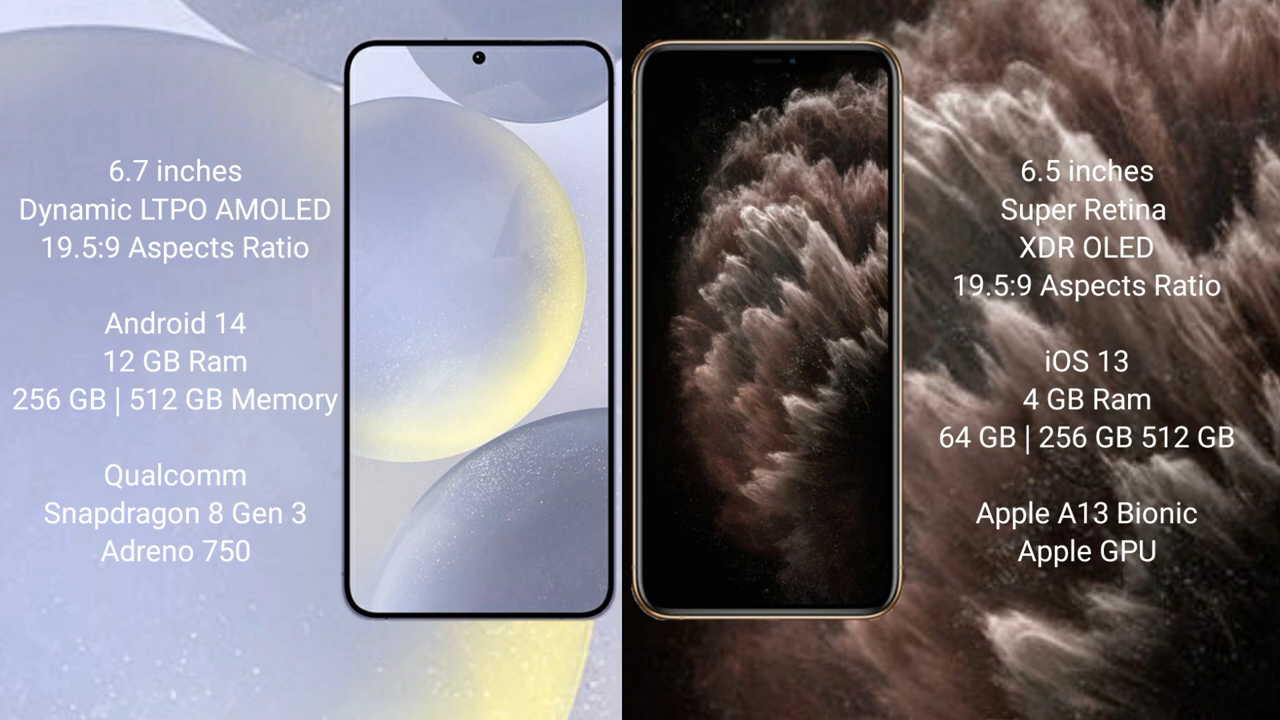 6.7 inches
Dynamic LTPO AMOLED
19.5:9 Aspects Ratio
Android 14
12 GB Ram
256 GB | 512 GB Memory
Qualcomm
Snapdragon 8 Gen 3
Adreno 750
6.5 inches
Super Retina
XDR OLED
19.5:9 Aspects Ratio
iOS 13
4 GB Ram
64 GB | 256 GB 512 GB
Apple A13 Bionic
Apple GPU